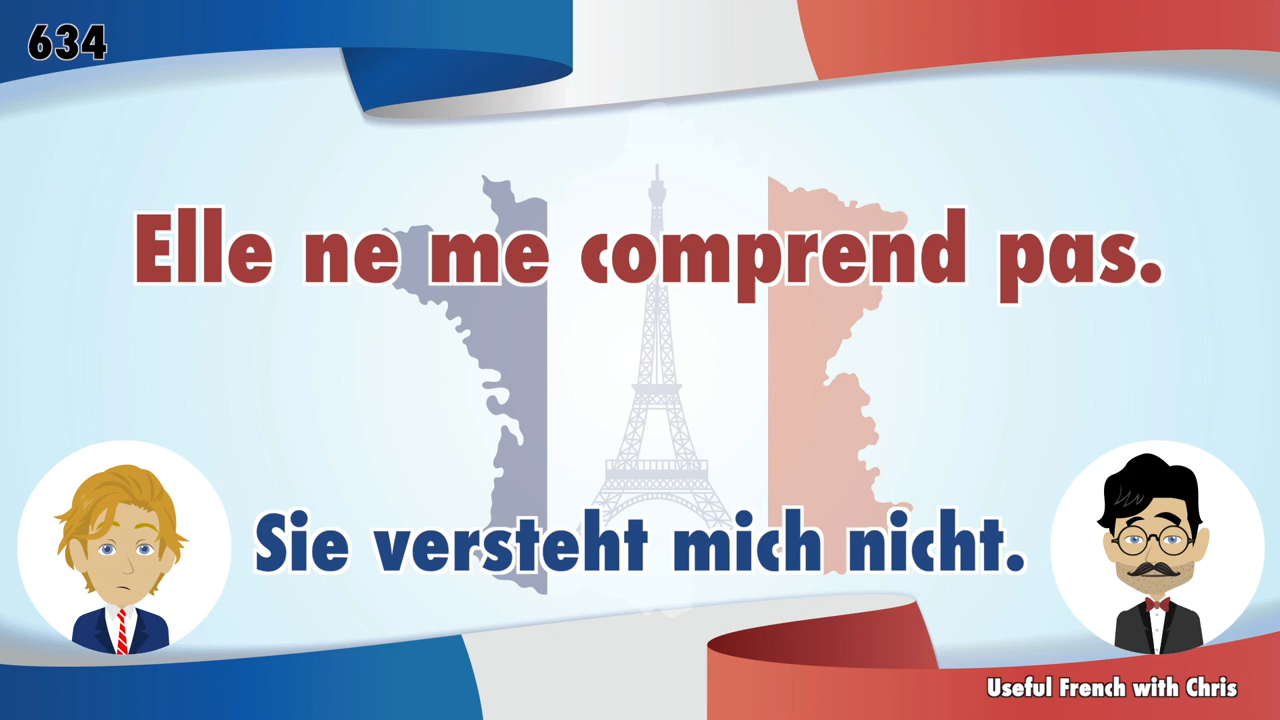 634
Elle ne me comprend pas.
Sie versteht mich nicht.
Useful French with Chris